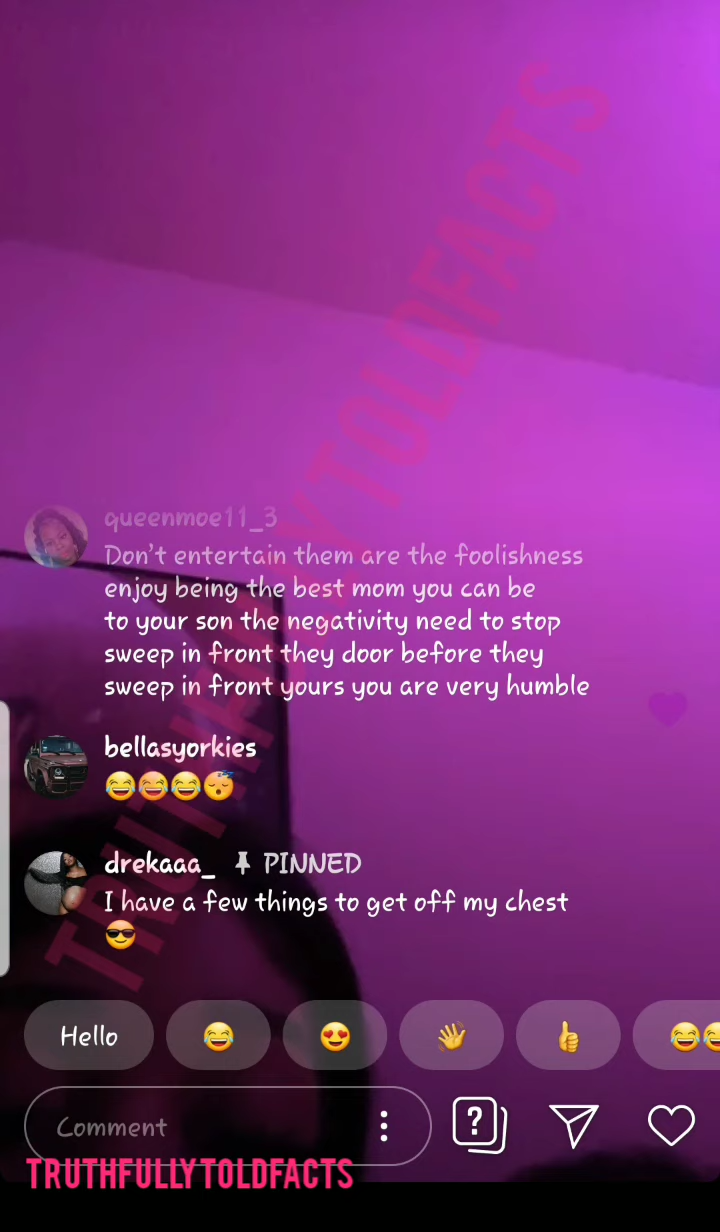 TRUTHFULLYTOLDFACTS
queenmoe11_3
Don't entertain them are the foolishness
enjoy being the best mom you can be
to your son the negativity need to stop
sweep in front they door before they
sweep in front yours you are very humble
bellasyorkies
😂😂😂😴
drekaaa_ 📌 PINNED
I have a few things to get off my chest
😎
Hello 😂 😍 👋 👍 😂😂
Comment
TRUTHFULLYTOLDFACTS